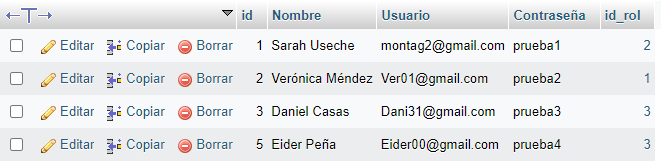 id Nombre Usuario Contraseña id_rol
Editar Copiar Borrar 1 Sarah Useche montag2@gmail.com prueba1 2
Editar Copiar Borrar 2 Verónica Méndez Ver01@gmail.com prueba2 1
Editar Copiar Borrar 3 Daniel Casas Dani31@gmail.com prueba3 3
Editar Copiar Borrar 5 Eider Peña Eider00@gmail.com prueba4 3